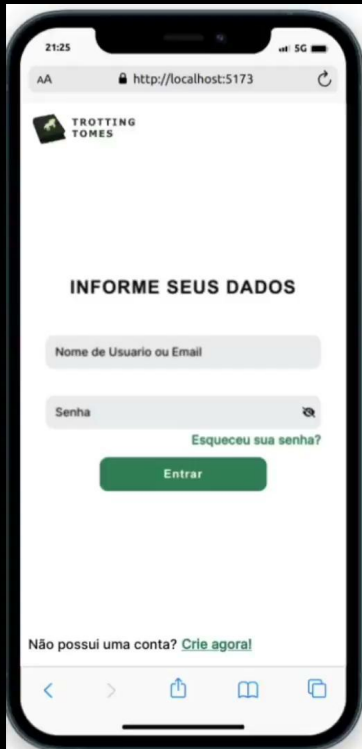 21:25
5G
AA
http://localhost:5173
TROTTING
TOMES
INFORME SEUS DADOS
Nome de Usuario ou Email
Senha
Esqueceu sua senha?
Entrar
Não possui uma conta? Crie agora!